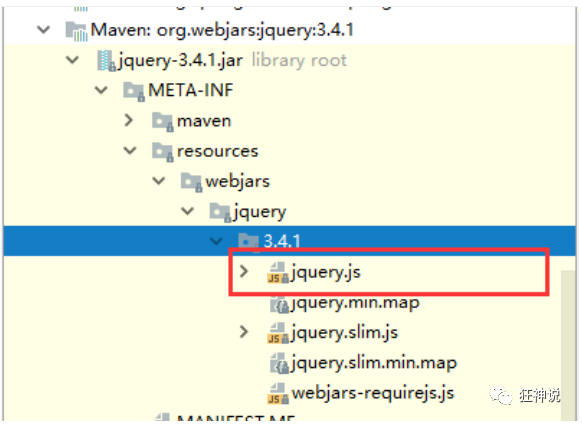 Maven: org.webjars:jquery:3.4.1
jquery-3.4.1.jar library root
META-INF
maven
resources
webjars
jquery
3.4.1
jquery.js
jquery.min.map
jquery.slim.js
jquery.slim.min.map
webjars-requirejs.js
狂神说
MANIFEST.MF